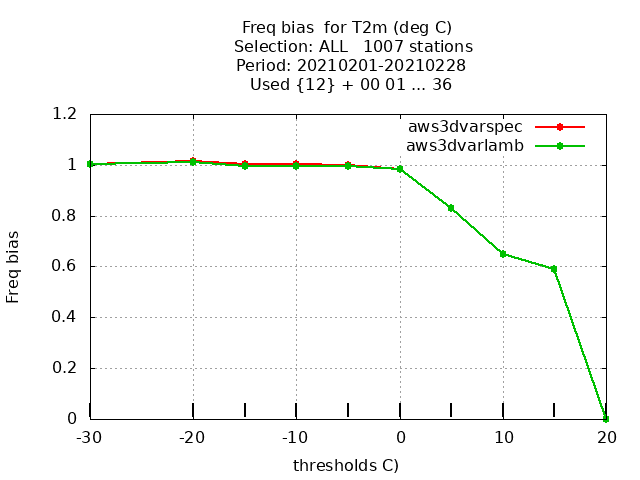 Freq bias  for T2m (deg C)
Selection: ALL   1007 stations
Period: 20210201-20210228
Used {12} + 00 01 ... 36
aws3dvarspec
aws3dvarlamb
Freq bias
1.2
1
0.8
0.6
0.4
0.2
0
-30 -20 -10 0 10 20
thresholds C)